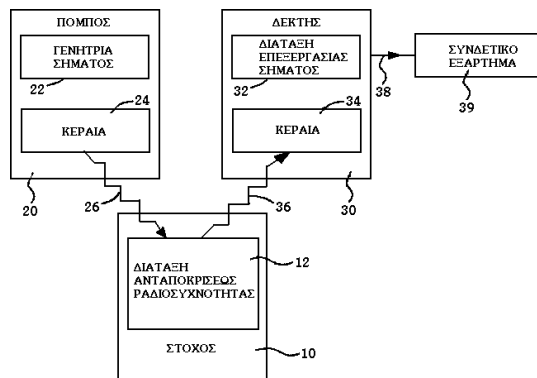 ΠΟΜΠΟΣ
ΓΕΝΗΤΡΙΑ
ΣΗΜΑΤΟΣ
22
24
ΚΕΡΑΙΑ
20
26
ΔΕΚΤΗΣ
ΔΙΑΤΑΞΗ
ΕΠΕΞΕΡΓΑΣΙΑΣ
ΣΗΜΑΤΟΣ
32
34
ΚΕΡΑΙΑ
30
36
38
ΣΥΝΔΕΤΙΚΟ
ΕΞΑΡΤΗΜΑ
39
12
ΔΙΑΤΑΞΗ
ΑΝΤΑΠΟΚΡΙΣΕΩΣ
ΡΑΔΙΟΣΥΧΝΟΤΗΤΑΣ
ΣΤΟΧΟΣ
10